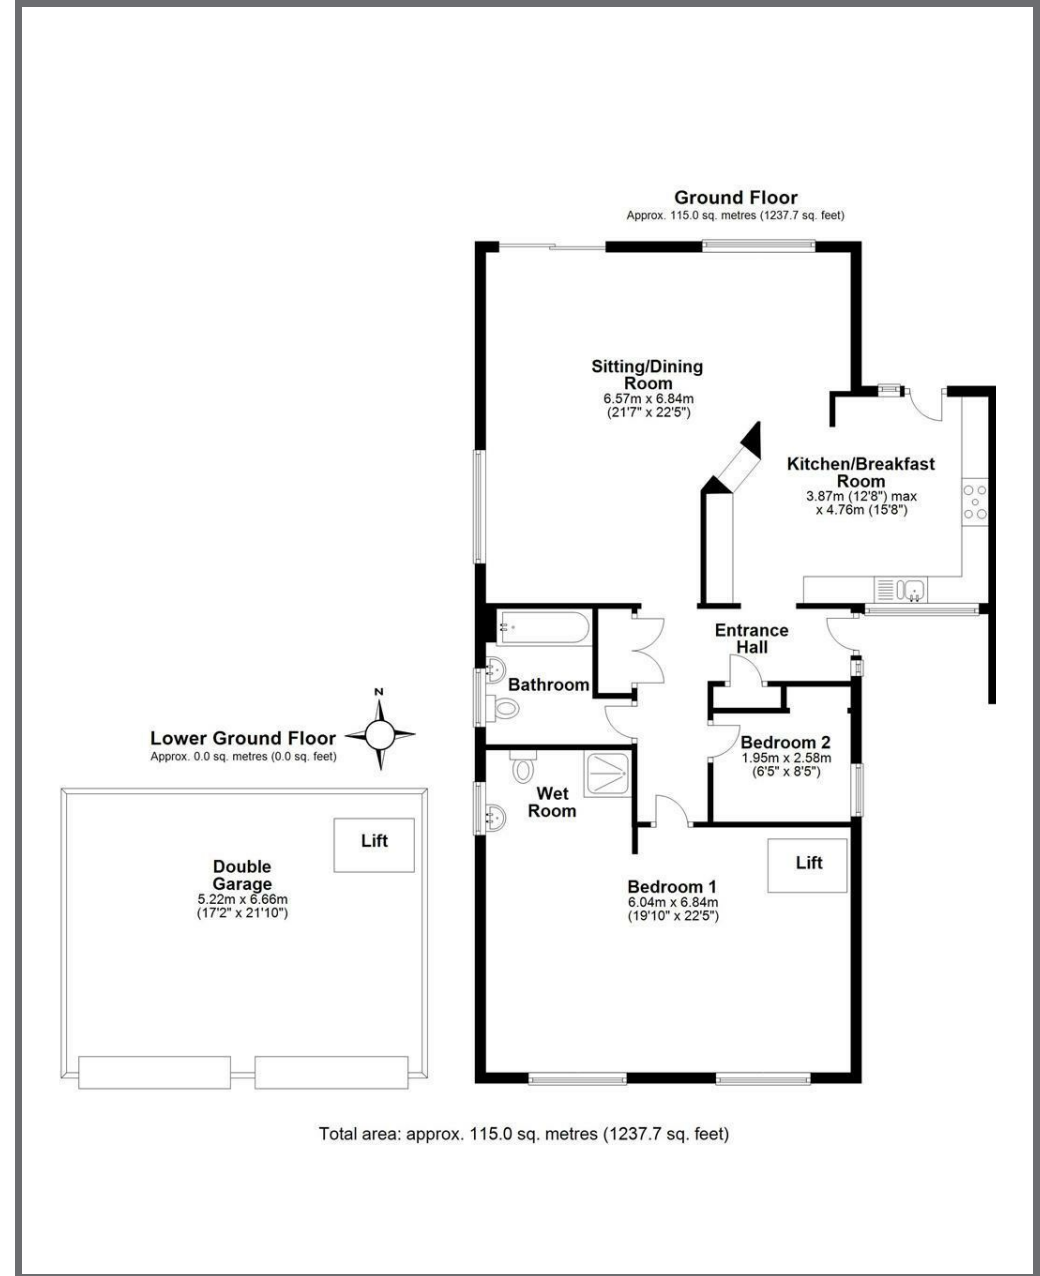 Ground Floor
Approx. 115.0 sq. metres (1237.7 sq. feet)
Sitting/Dining
Room
6.57m x 6.84m
(21'7" x 22'5")
Kitchen/Breakfast
Room
3.87m (12'8") max
x 4.76m (15'8")
Entrance
Hall
Bathroom
Bedroom 2
1.95m x 2.58m
(6'5" x 8'5")
Wet
Room
Lift
Bedroom 1
6.04m x 6.84m
(19'10" x 22'5")
N
Lower Ground Floor
Approx. 0.0 sq. metres (0.0 sq. feet)
Lift
Double
Garage
5.22m x 6.66m
(17'2" x 21'10")
Total area: approx. 115.0 sq. metres (1237.7 sq. feet)